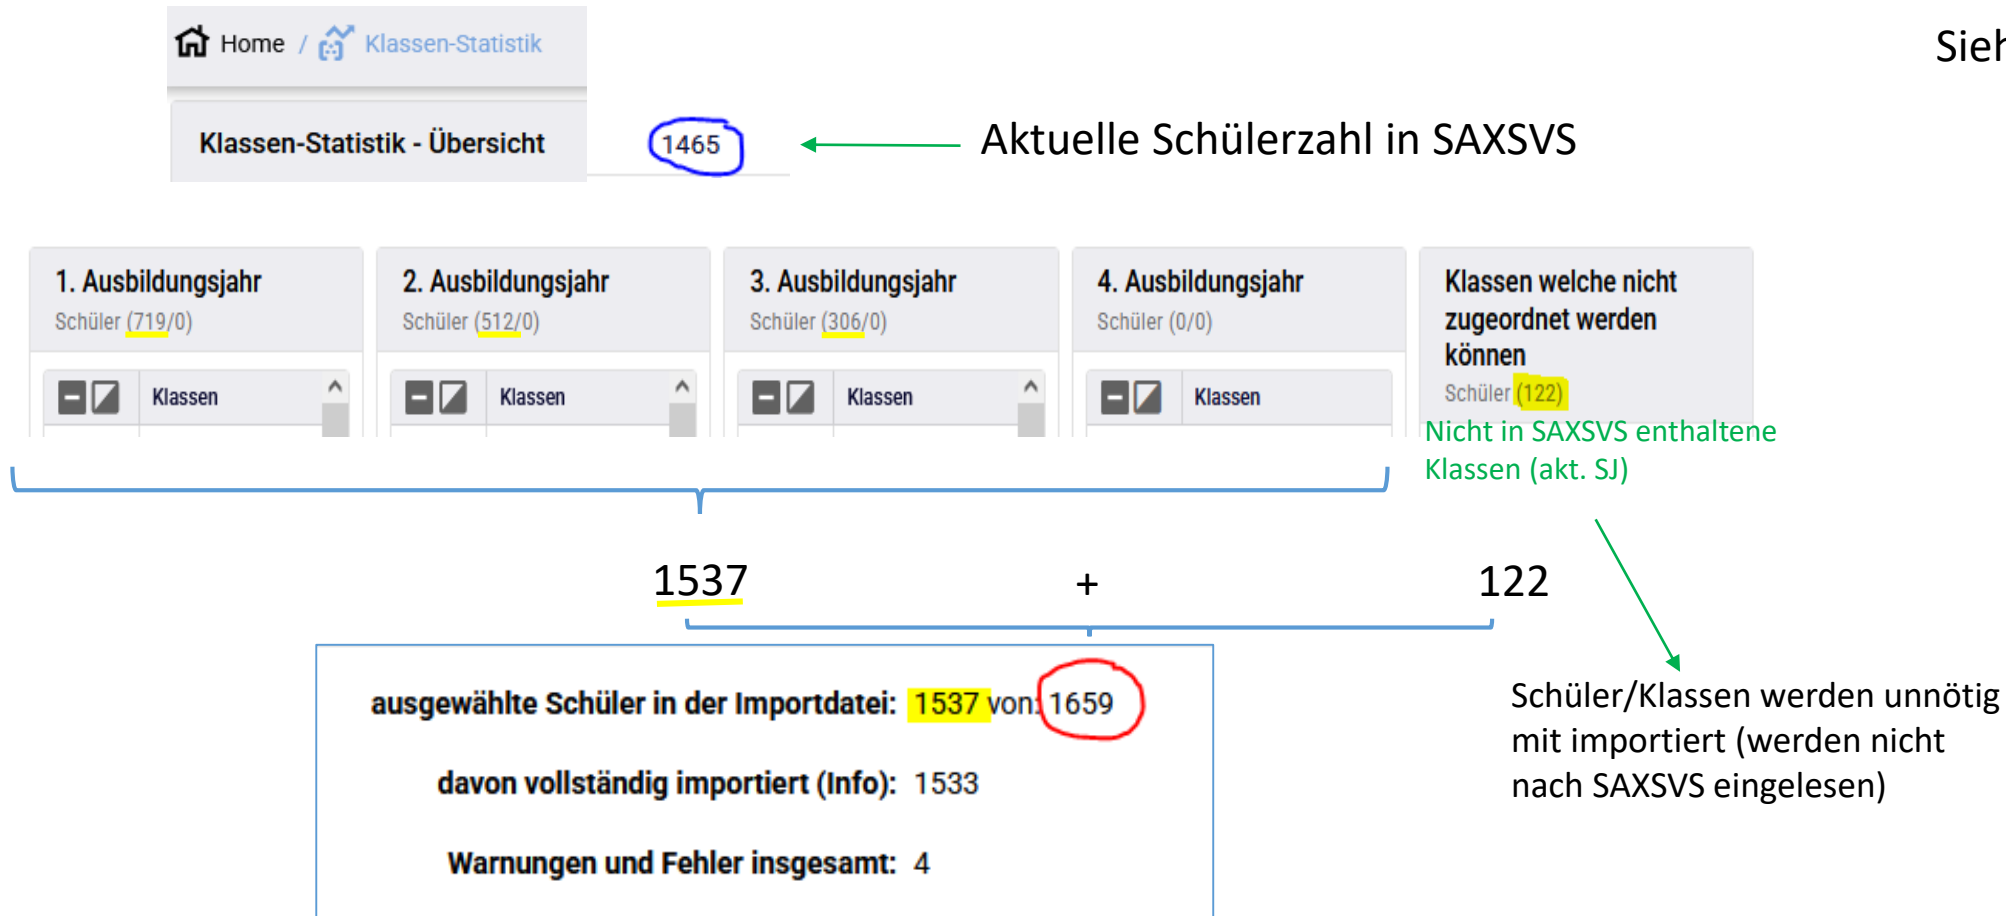 Home / Klassen-Statistik
Sieh
Klassen-Statistik - Übersicht
1465
Aktuelle Schülerzahl in SAXSVS
1. Ausbildungsjahr
Schüler (719/0)
Klassen
2. Ausbildungsjahr
Schüler (512/0)
Klassen
3. Ausbildungsjahr
Schüler (306/0)
Klassen
4. Ausbildungsjahr
Schüler (0/0)
Klassen
Klassen welche nicht
zugeordnet werden
können
Schüler (122)
Nicht in SAXSVS enthaltene
Klassen (akt. SJ)
1537 + 122
ausgewählte Schüler in der Importdatei: 1537 von: 1659
davon vollständig importiert (Info): 1533
Warnungen und Fehler insgesamt: 4
Schüler/Klassen werden unnötig
mit importiert (werden nicht
nach SAXSVS eingelesen)